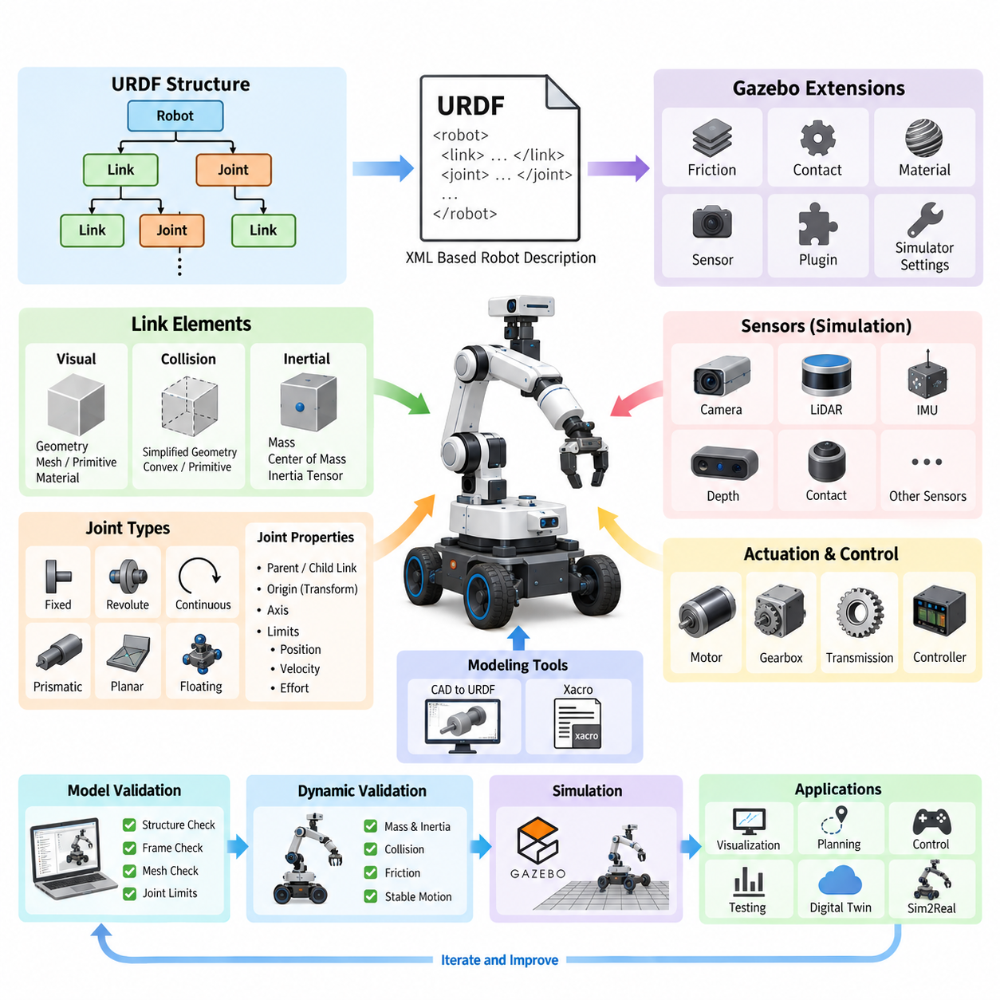 URDF Structure
Robot
Link
Joint
Link
Joint
Link
URDF
<robot>
<link> ... </link>
<joint> ... </joint>
...
</robot>
XML Based Robot Description
Gazebo Extensions
Friction
Contact
Material
Sensor
Plugin
Simulator
Settings
Link Elements
Visual
Geometry
Mesh / Primitive
Material
Collision
Simplified Geometry
Convex / Primitive
Inertial
Mass
Center of Mass
Inertia Tensor
Sensors (Simulation)
Camera
LiDAR
IMU
Depth
Contact
Other Sensors
Joint Types
Fixed
Revolute
Continuous
Prismatic
Planar
Floating
Joint Properties
• Parent / Child Link
• Origin (Transform)
• Axis
• Limits
• Position
• Velocity
• Effort
Actuation & Control
Motor
Gearbox
Transmission
Controller
Modeling Tools
CAD to URDF
Xacro
xacro
Model Validation
Structure Check
Frame Check
Mesh Check
Joint Limits
Dynamic Validation
Mass & Inertia
Collision
Friction
Stable Motion
Simulation
GAZEBO
Applications
Visualization
Planning
Control
Testing
Digital Twin
Sim2Real
Iterate and Improve